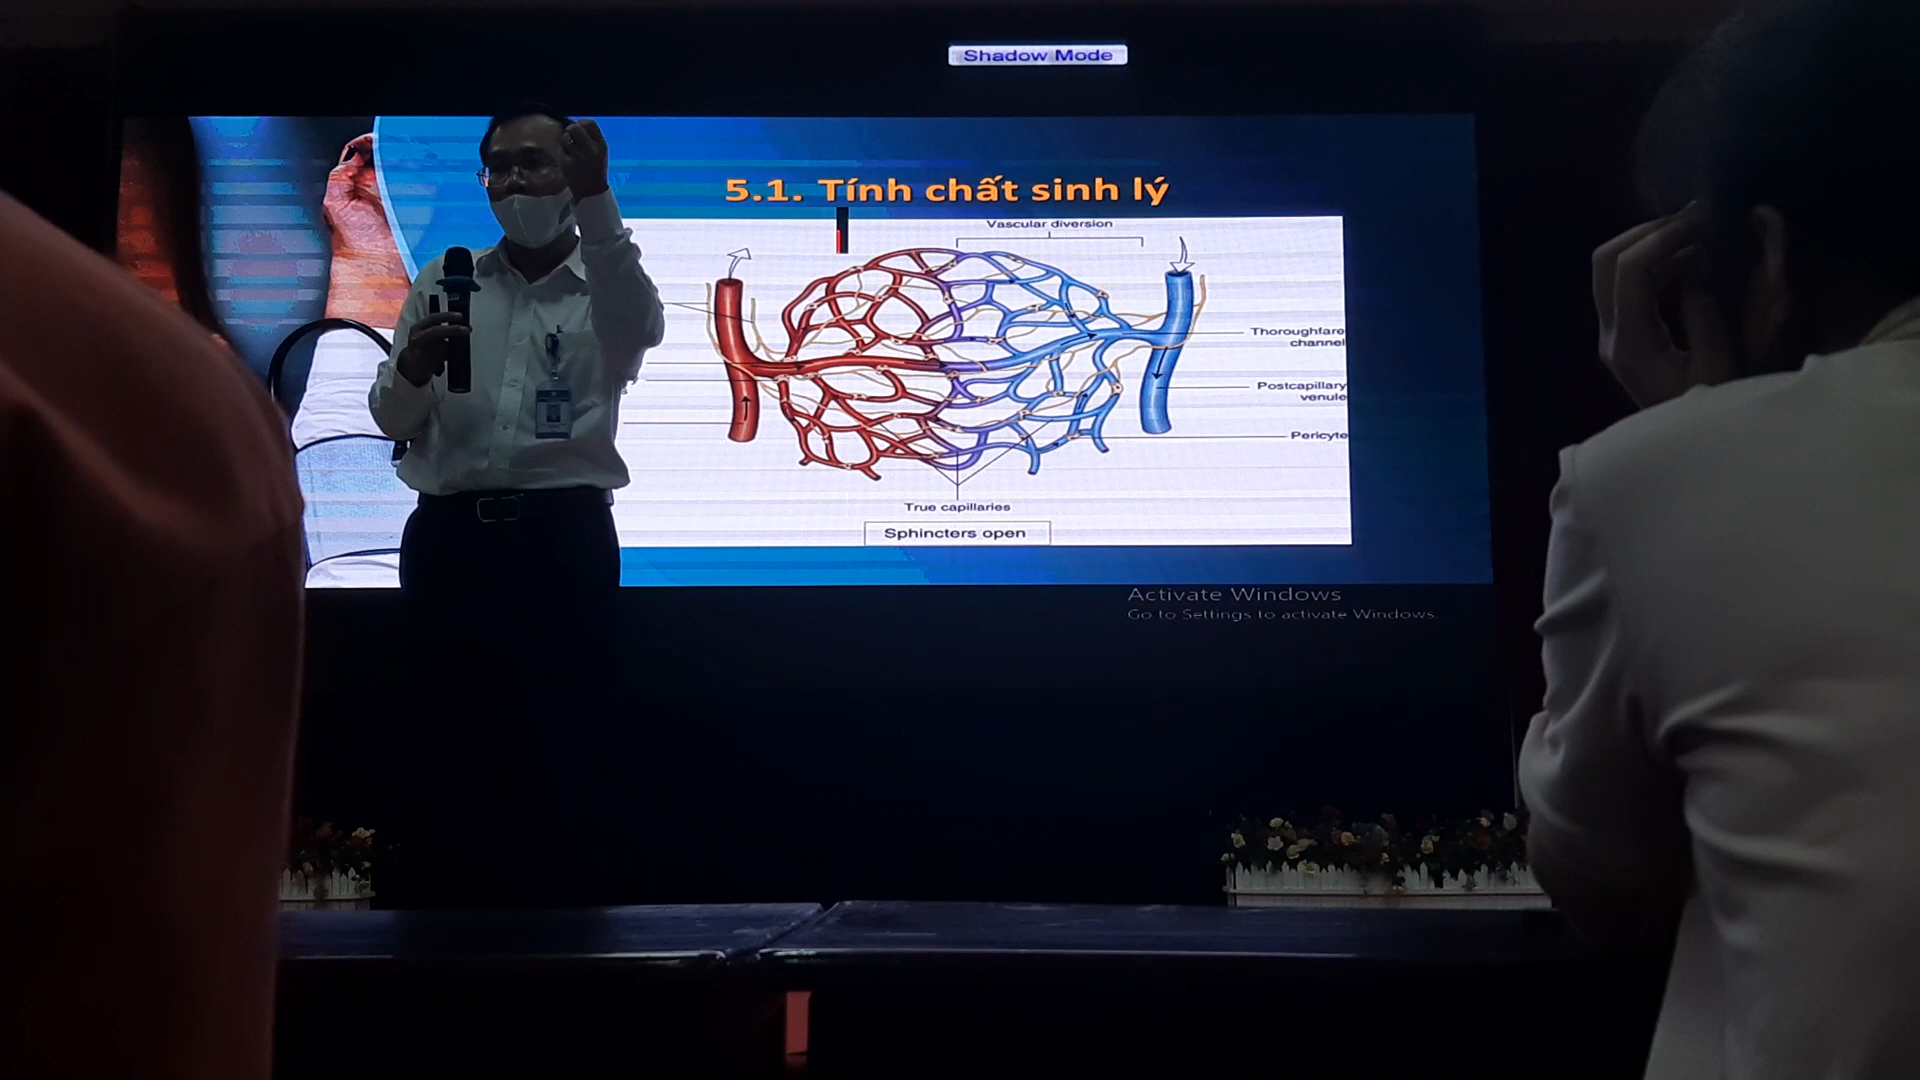 Shadow Mode
5.1. Tính chất sinh lý
Vascular diversion
Thoroughfare
channel
Postcapillary
venule
Pericyte
True capillaries
Sphincters open
Activate Windows
Go to Settings to activate Windows.